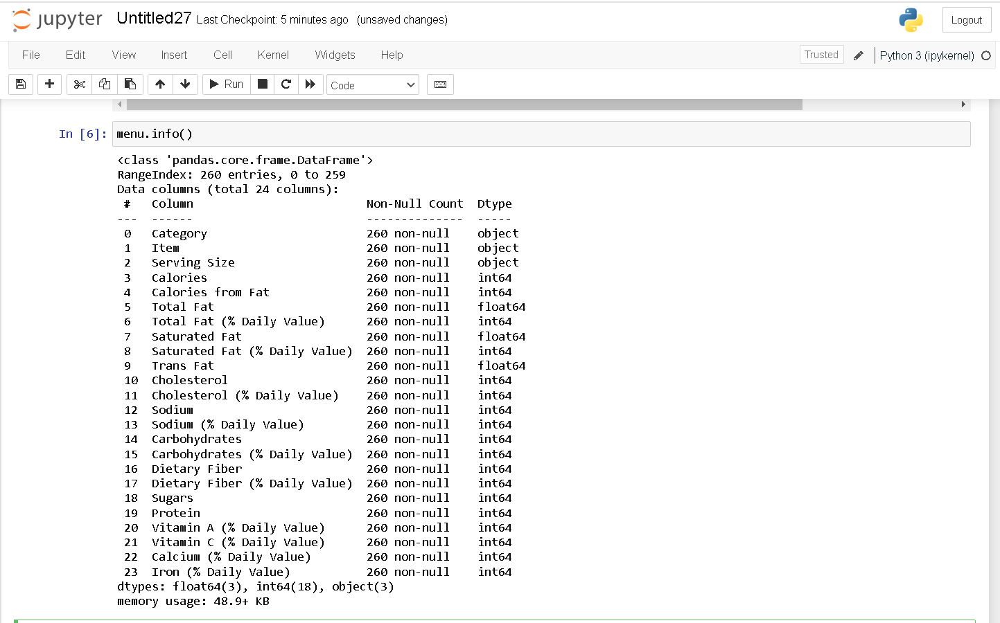 jupyter Untitled27 Last Checkpoint: 5 minutes ago (unsaved changes) Logout
File Edit View Insert Cell Kernel Widgets Help Trusted Python 3 (ipykernel)
Run Code
In [6]: menu.info()
<class 'pandas.core.frame.DataFrame'>
RangeIndex: 260 entries, 0 to 259
Data columns (total 24 columns):
 #   Column                         Non-Null Count  Dtype
---  ------                         --------------  -----
 0   Category                       260 non-null    object
 1   Item                           260 non-null    object
 2   Serving Size                   260 non-null    object
 3   Calories                       260 non-null    int64
 4   Calories from Fat              260 non-null    int64
 5   Total Fat                      260 non-null    float64
 6   Total Fat (% Daily Value)      260 non-null    int64
 7   Saturated Fat                  260 non-null    float64
 8   Saturated Fat (% Daily Value)  260 non-null    int64
 9   Trans Fat                      260 non-null    float64
 10  Cholesterol                    260 non-null    int64
 11  Cholesterol (% Daily Value)    260 non-null    int64
 12  Sodium                         260 non-null    int64
 13  Sodium (% Daily Value)         260 non-null    int64
 14  Carbohydrates                  260 non-null    int64
 15  Carbohydrates (% Daily Value)  260 non-null    int64
 16  Dietary Fiber                  260 non-null    int64
 17  Dietary Fiber (% Daily Value)  260 non-null    int64
 18  Sugars                         260 non-null    int64
 19  Protein                        260 non-null    int64
 20  Vitamin A (% Daily Value)      260 non-null    int64
 21  Vitamin C (% Daily Value)      260 non-null    int64
 22  Calcium (% Daily Value)        260 non-null    int64
 23  Iron (% Daily Value)           260 non-null    int64
dtypes: float64(3), int64(18), object(3)
memory usage: 48.9+ KB